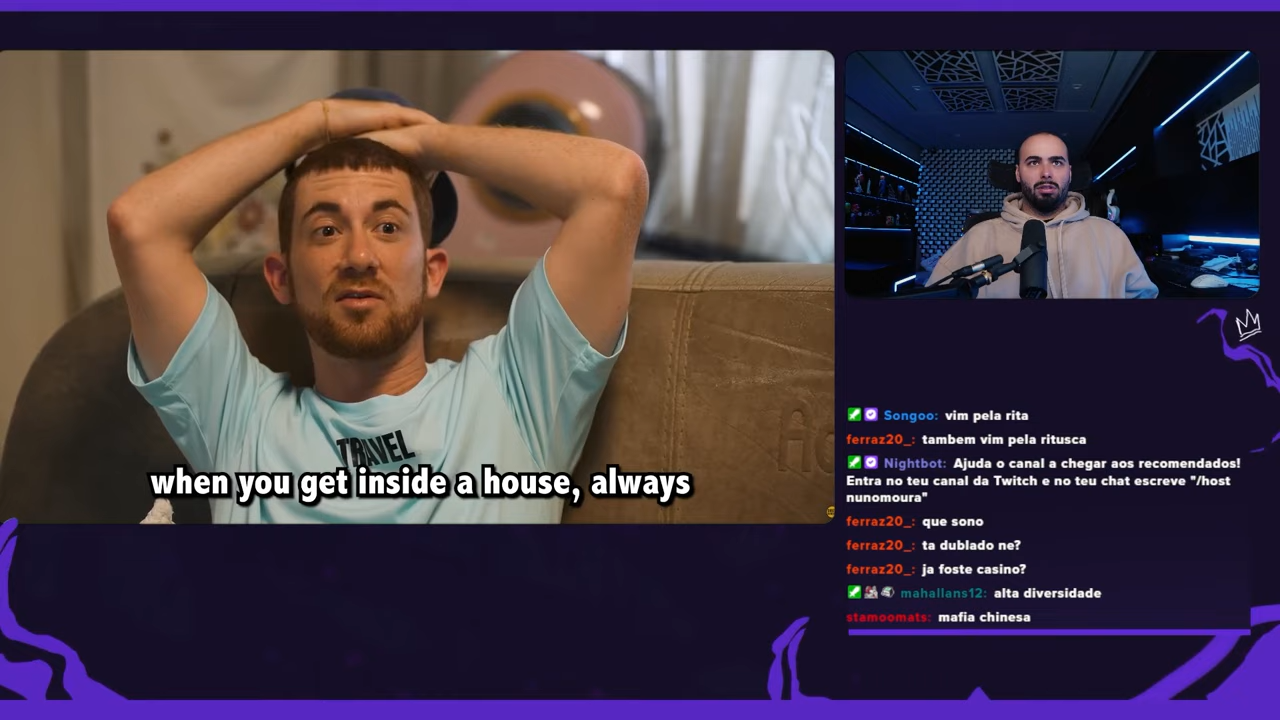 TRAVEL
when you get inside a house, always
Songoo: vim pela rita
ferraz20_: tambem vim pela ritusca
Nightbot: Ajuda o canal a chegar aos recomendados!
Entra no teu canal da Twitch e no teu chat escreve "/host
nunomoura"
ferraz20_: que sono
ferraz20_: ta dublado ne?
ferraz20_: ja foste casino?
mahallans12: alta diversidade
stamoomats: mafia chinesa